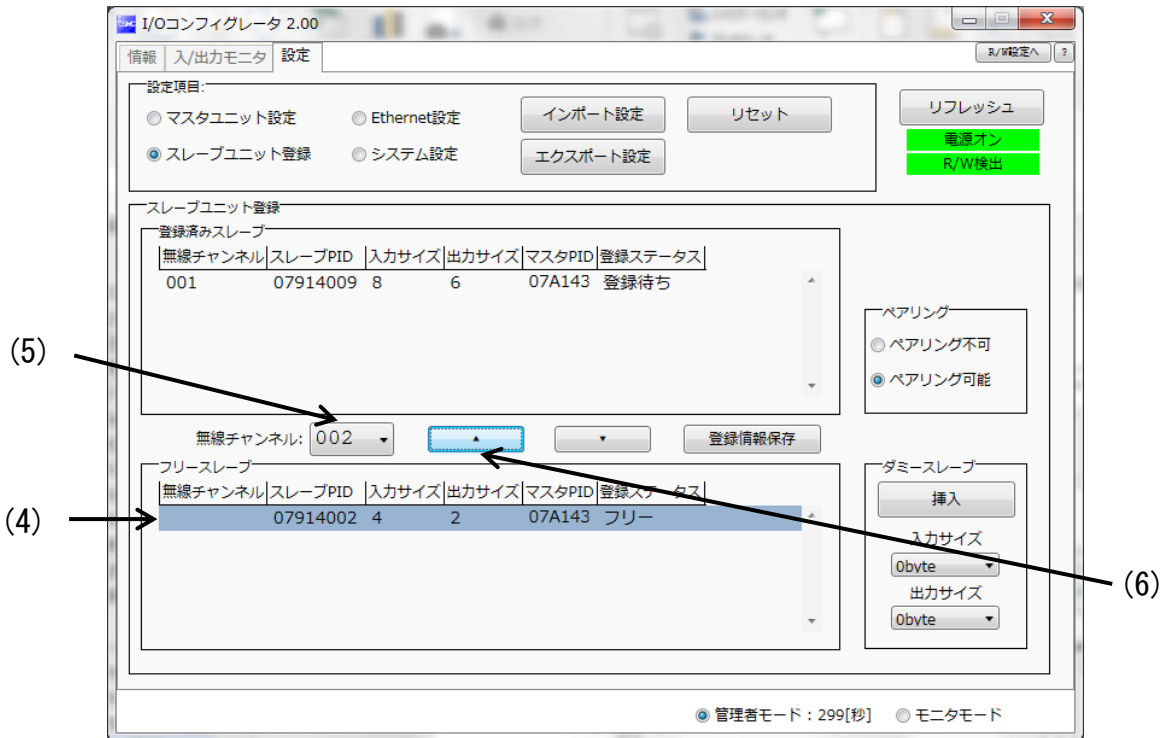 I/Oコンフィグレータ 2.00
情報 入/出力モニタ 設定 R/W設定へ ?
設定項目:
マスタユニット設定 Ethernet設定 インポート設定 リセット リフレッシュ
電源オン
スレーブユニット登録 システム設定 エクスポート設定 R/W検出
スレーブユニット登録
登録済みスレーブ
無線チャンネル スレーブPID 入力サイズ 出力サイズ マスタPID 登録ステータス
001 07914009 8 6 07A143 登録待ち
ペアリング
(5) ペアリング不可
ペアリング可能
無線チャンネル: 002 ▲ ▼ 登録情報保存
フリースレーブ ダミースレーブ
無線チャンネル スレーブPID 入力サイズ 出力サイズ マスタPID 登録ステータス 挿入
(4) 07914002 4 2 07A143 フリー
入力サイズ
0byte (6)
出力サイズ
0byte
管理者モード：299[秒] モニタモード